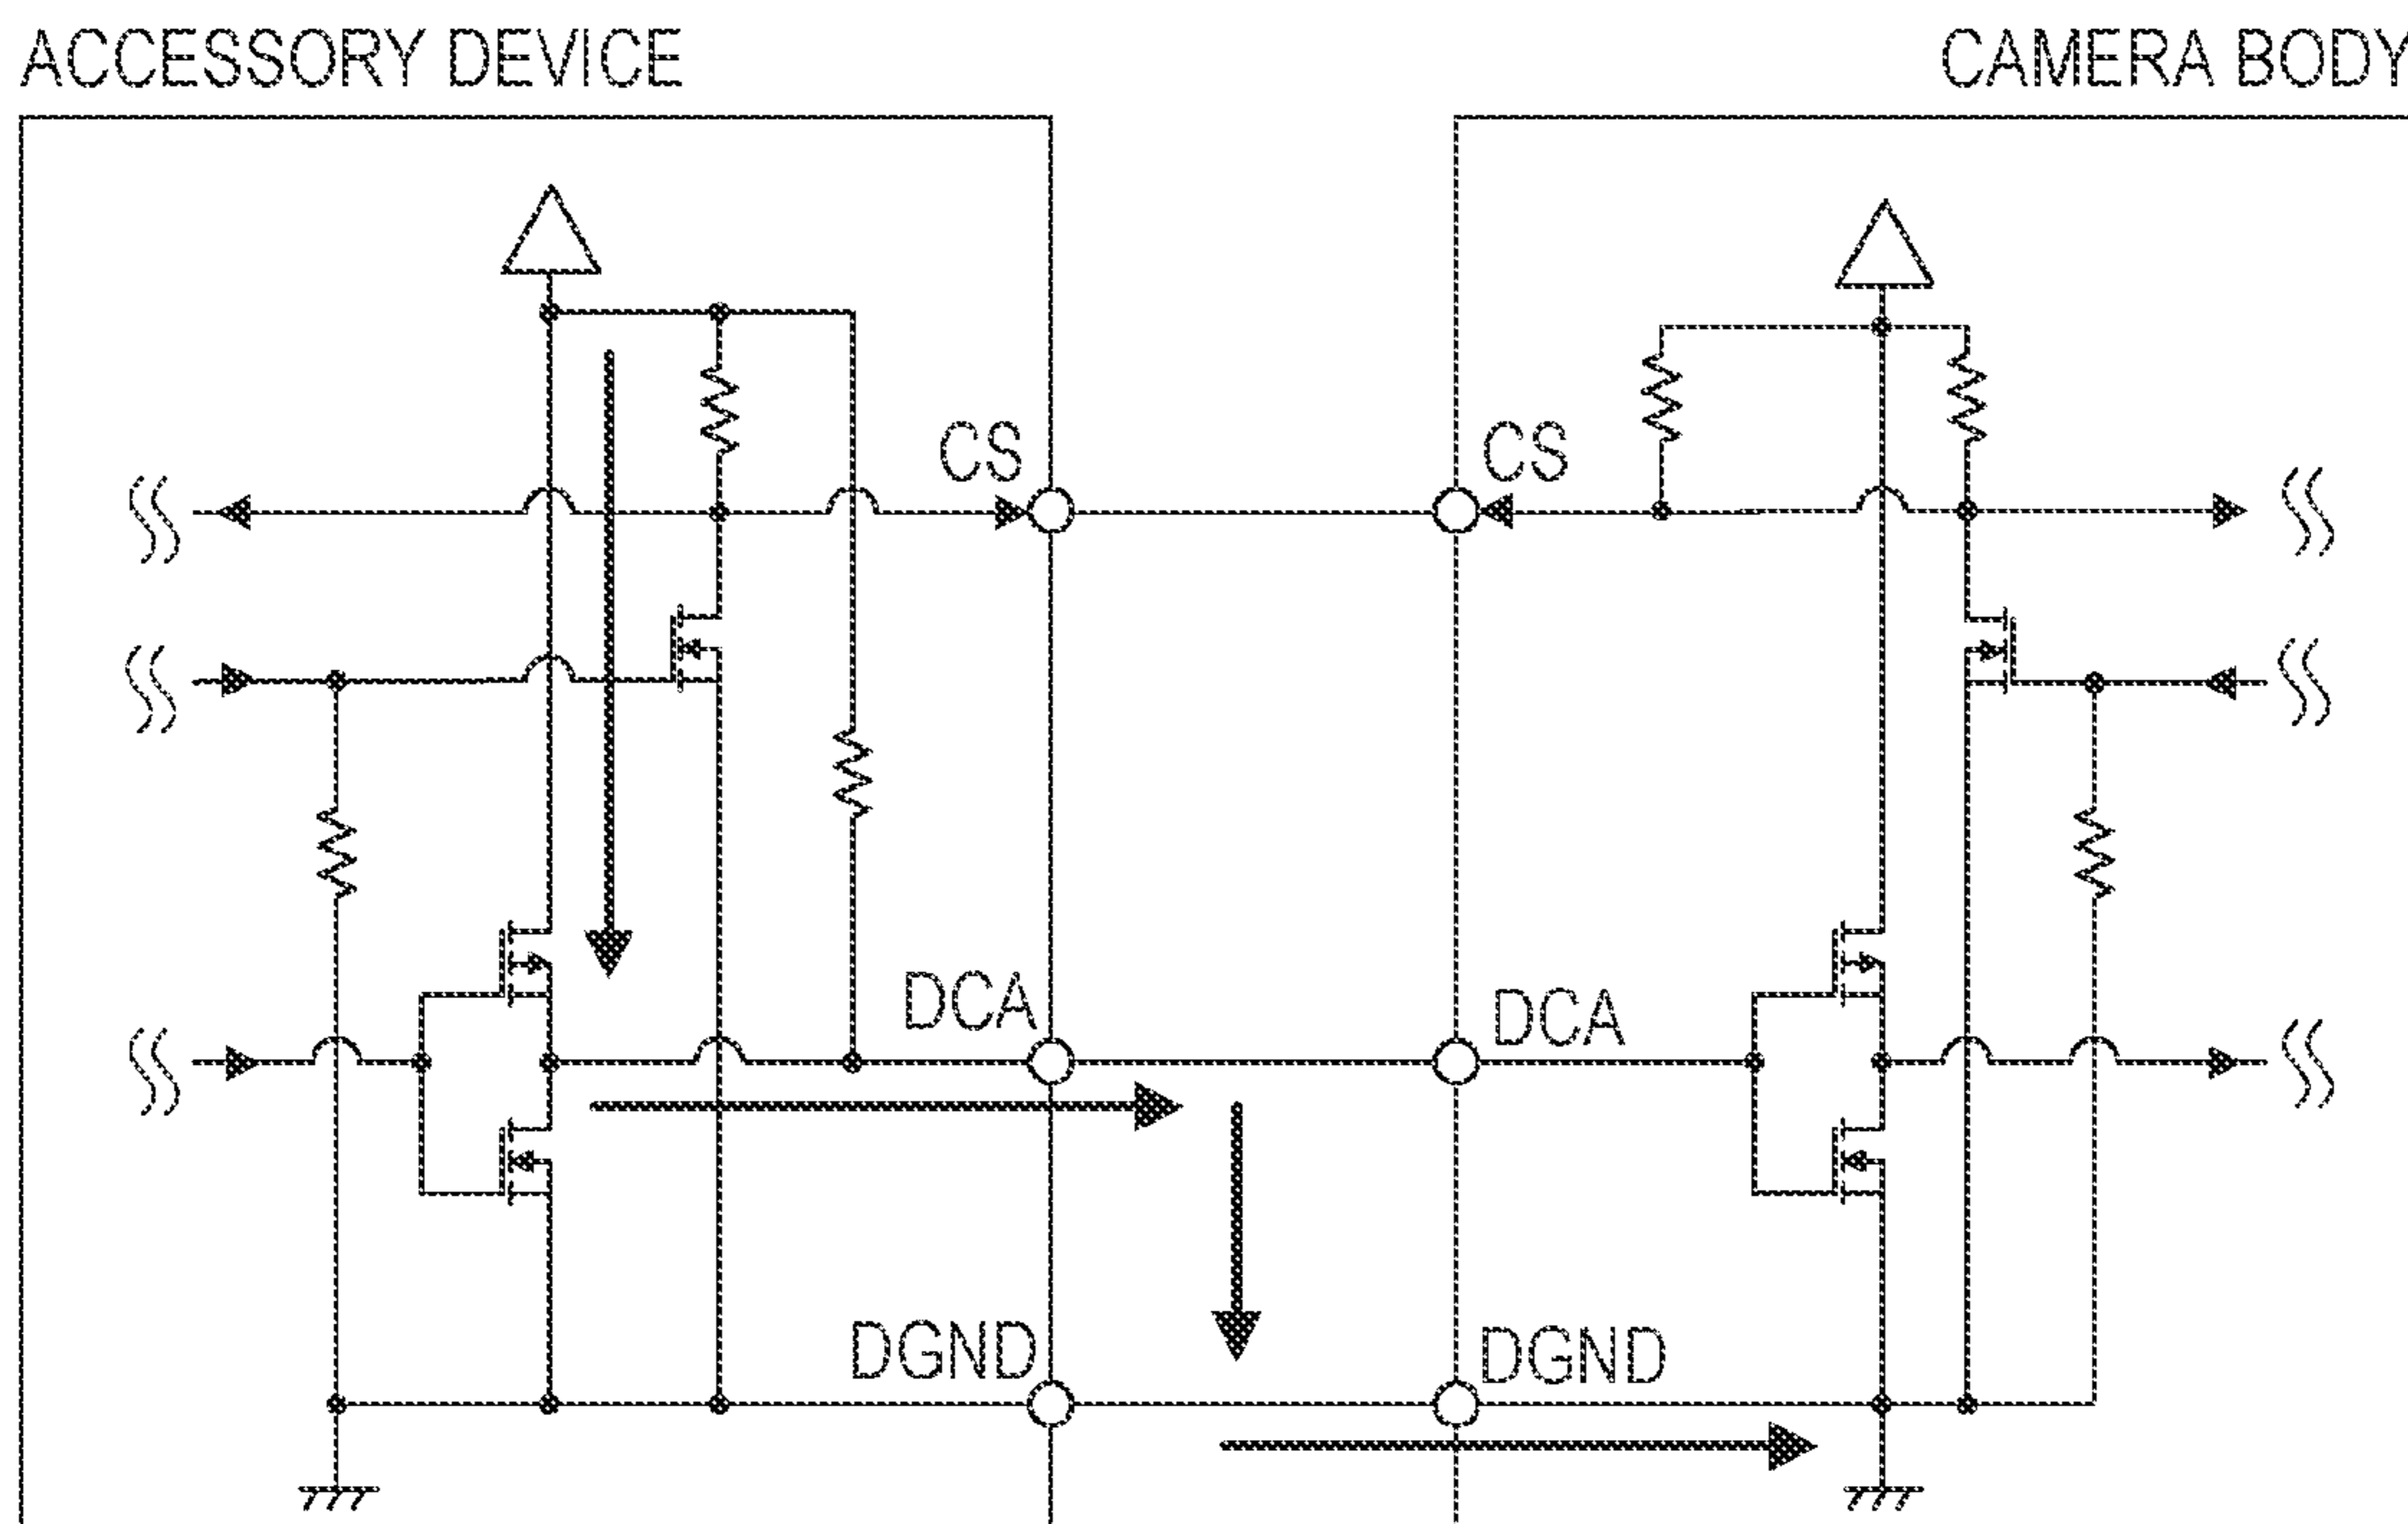 ACCESSORY DEVICE
CAMERA BODY
CS
CS
DCA
DCA
DGND
DGND